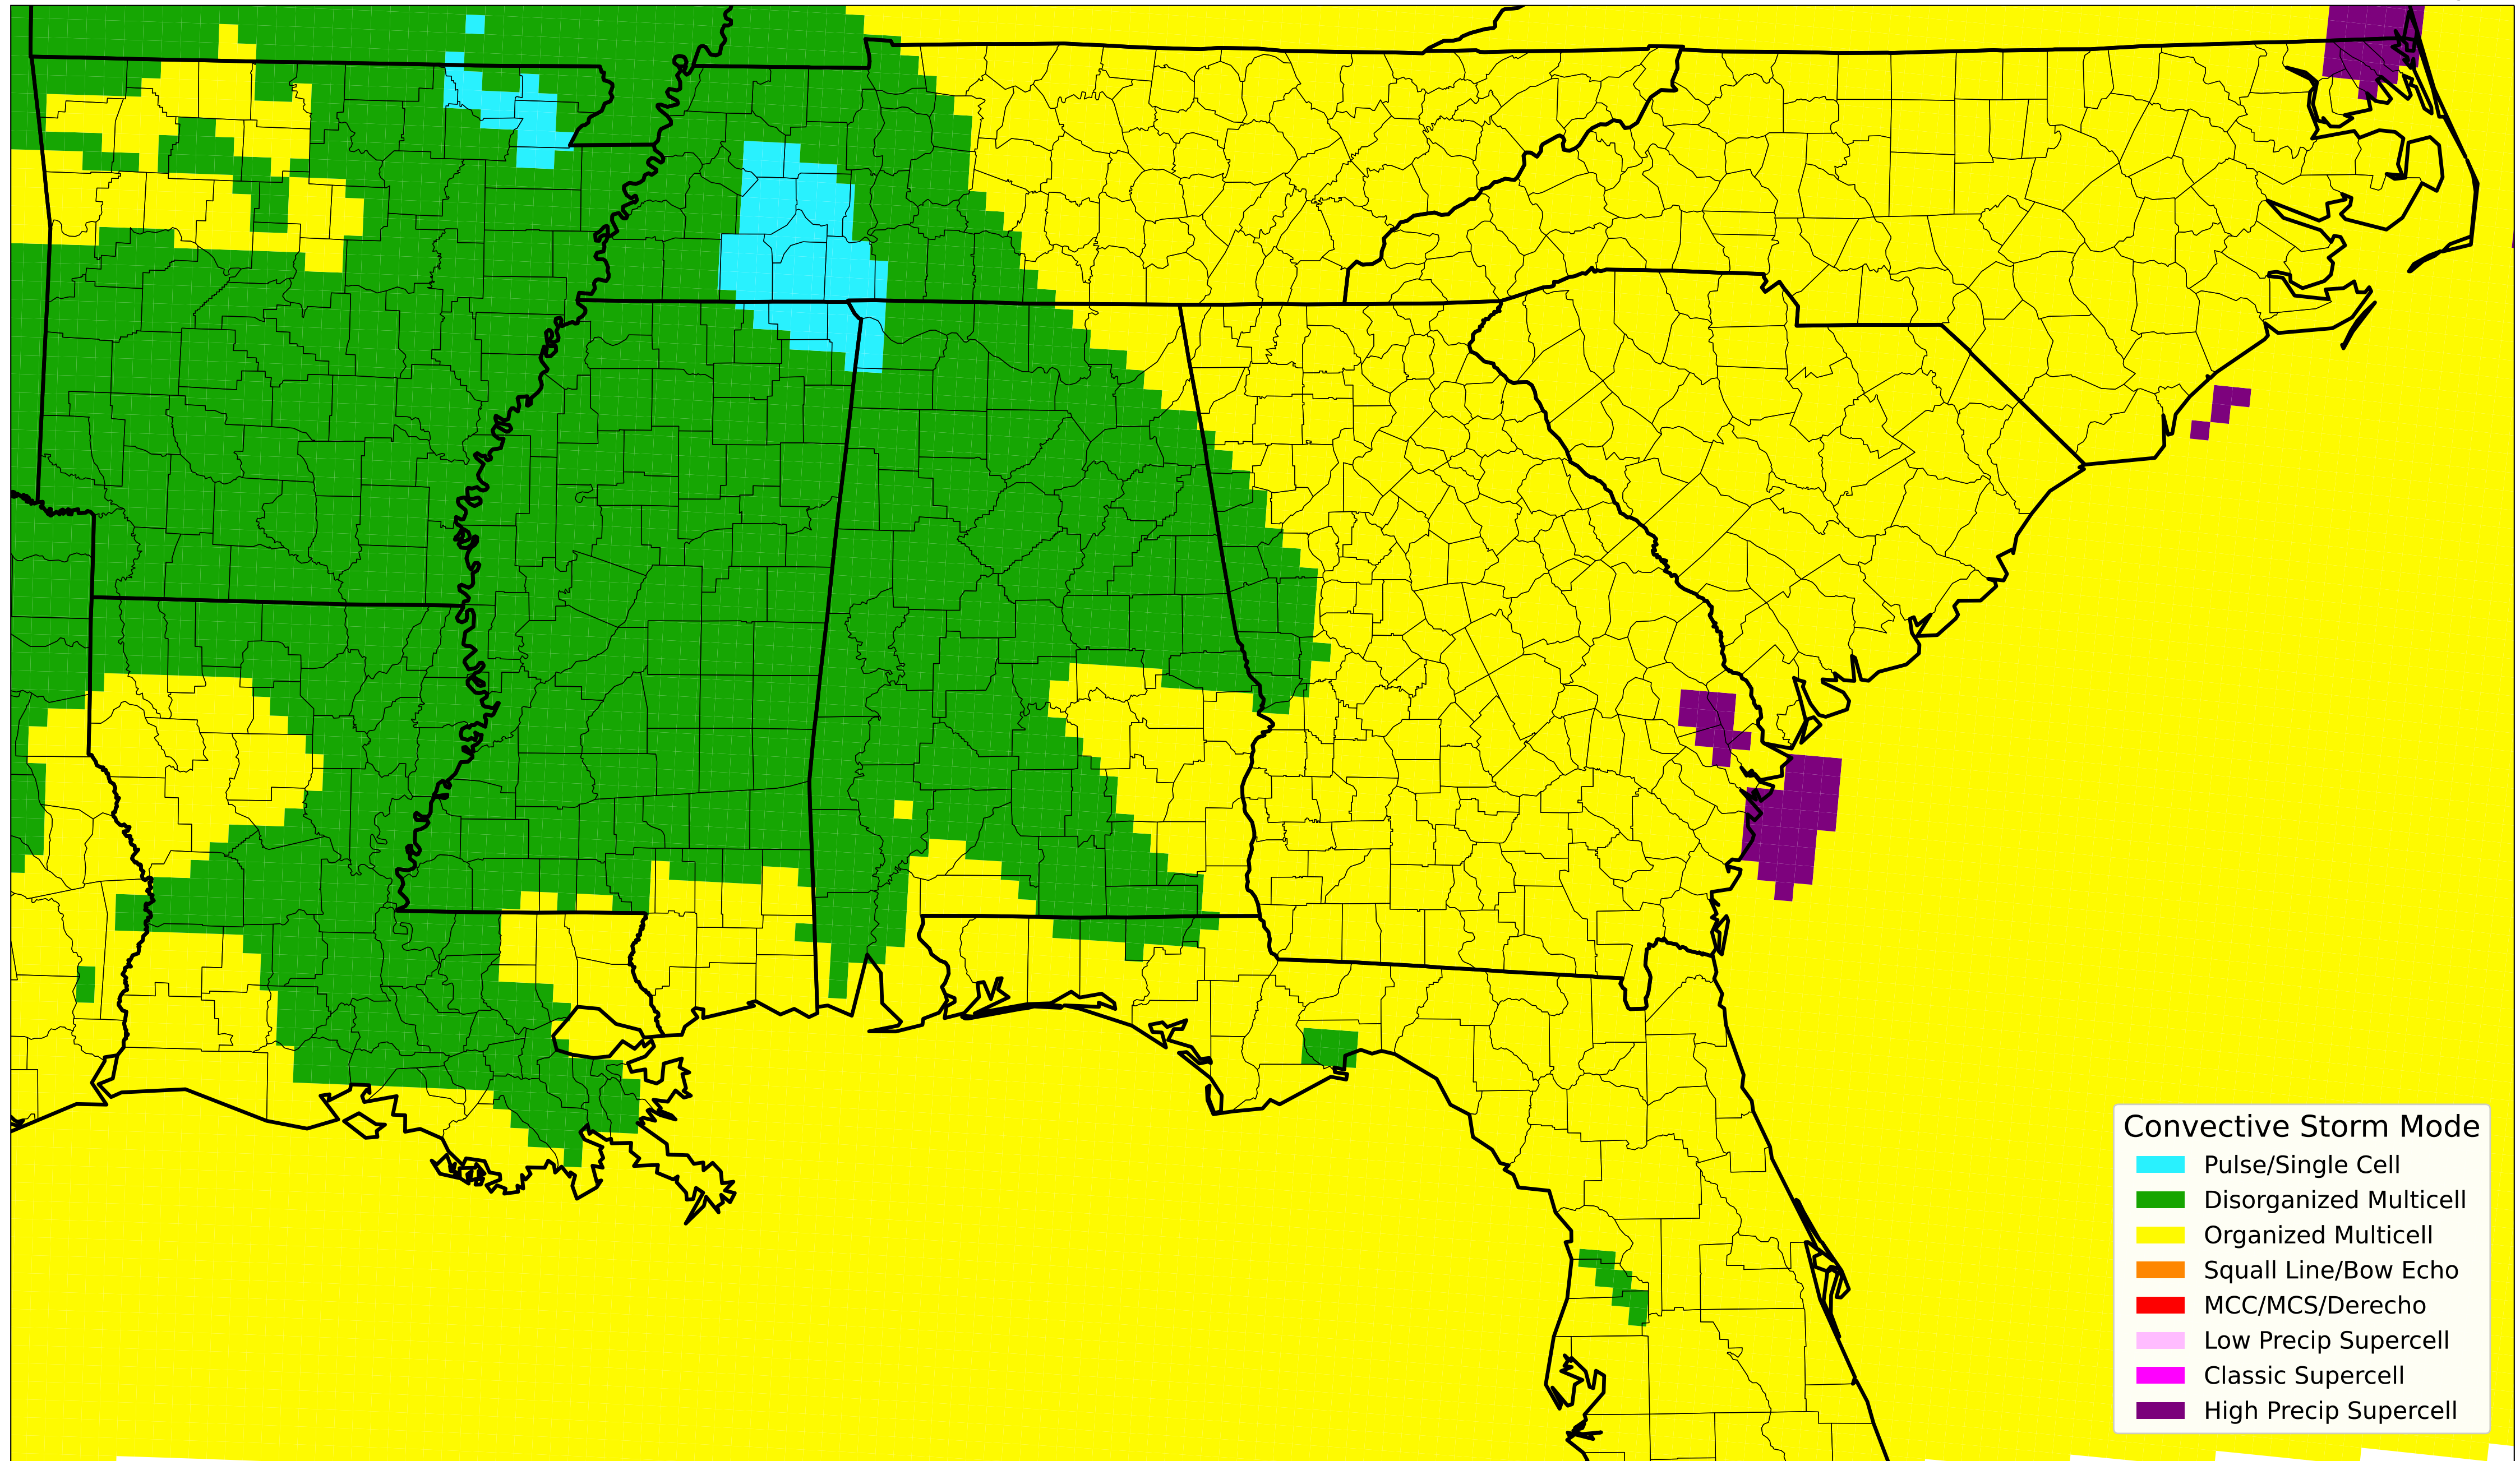 Convective Storm Mode
Pulse/Single Cell
Disorganized Multicell
Organized Multicell
Squall Line/Bow Echo
MCC/MCS/Derecho
Low Precip Supercell
Classic Supercell
High Precip Supercell